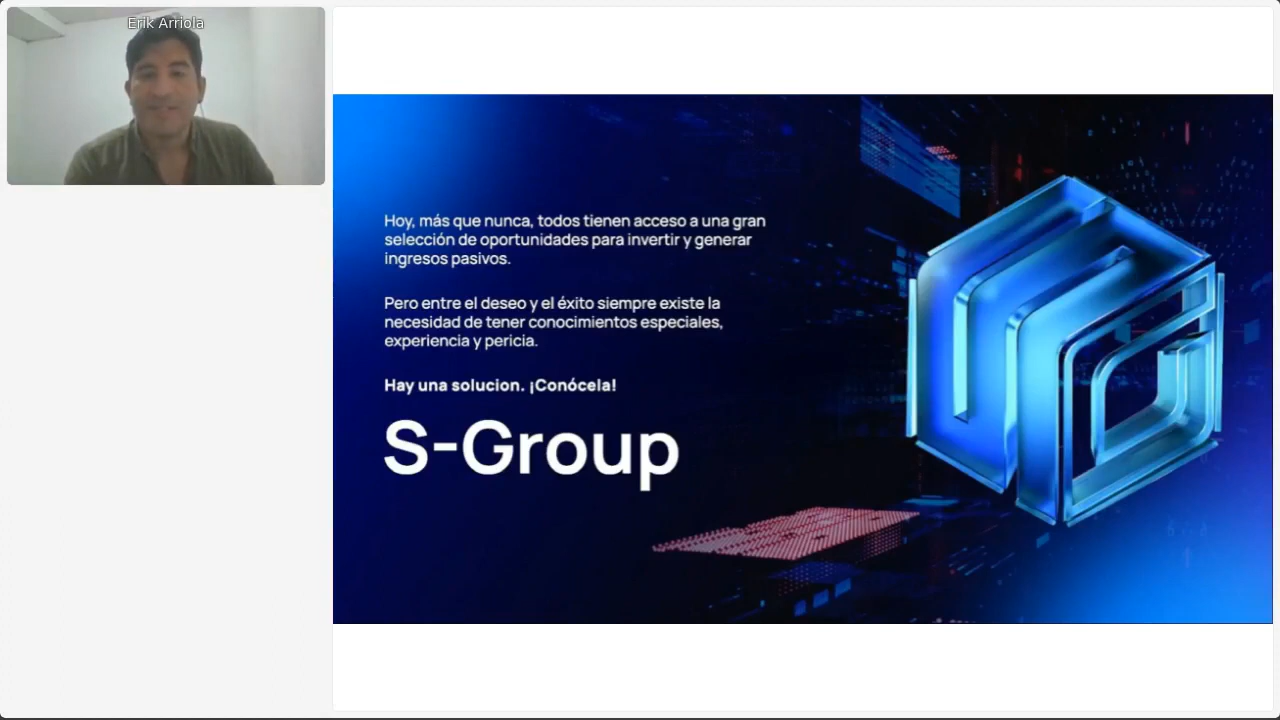 Erik Arriola
Hoy, más que nunca, todos tienen acceso a una gran
selección de oportunidades para invertir y generar
ingresos pasivos.
Pero entre el deseo y el éxito siempre existe la
necesidad de tener conocimientos especiales,
experiencia y pericia.
Hay una solucion. ¡Conócela!
S-Group